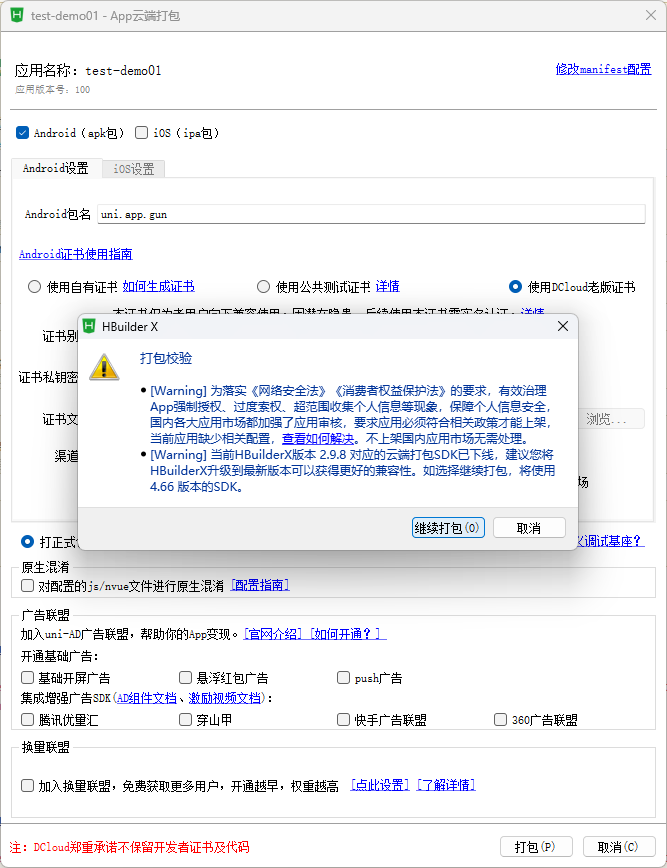 test-demo01 - App云端打包
应用名称：test-demo01 修改manifest配置
应用版本号：100
Android（apk包） iOS（ipa包）
Android设置 iOS设置
Android包名 uni.app.gun
Android证书使用指南
使用自有证书 如何生成证书 使用公共测试证书 详情 使用DCloud老版证书
HBuilder X
证书别
打包校验
[Warning] 为落实《网络安全法》《消费者权益保护法》的要求，有效治理
App强制授权、过度索权、超范围收集个人信息等现象，保障个人信息安全，
国内各大应用市场都加强了应用审核，要求应用必须符合相关政策才能上架，
当前应用缺少相关配置，查看如何解决。不上架国内应用市场无需处理。
[Warning] 当前HBuilderX版本 2.9.8 对应的云端打包SDK已下线，建议您将
HBuilderX升级到最新版本可以获得更好的兼容性。如选择继续打包，将使用
4.66 版本的SDK。
继续打包(O) 取消
证书私钥密
证书文 浏览...
渠道 场
打正式 调试基座？
原生混淆
对配置的js/nvue文件进行原生混淆 [配置指南]
广告联盟
加入uni-AD广告联盟，帮助你的App变现。[官网介绍] [如何开通？]
开通基础广告：
基础开屏广告 悬浮红包广告 push广告
集成增强广告SDK(AD组件文档、激励视频文档)：
腾讯优量汇 穿山甲 快手广告联盟 360广告联盟
换量联盟
加入换量联盟，免费获取更多用户，开通越早，权重越高 [点此设置] [了解详情]
注：DCloud郑重承诺不保留开发者证书及代码
打包(P) 取消(C)